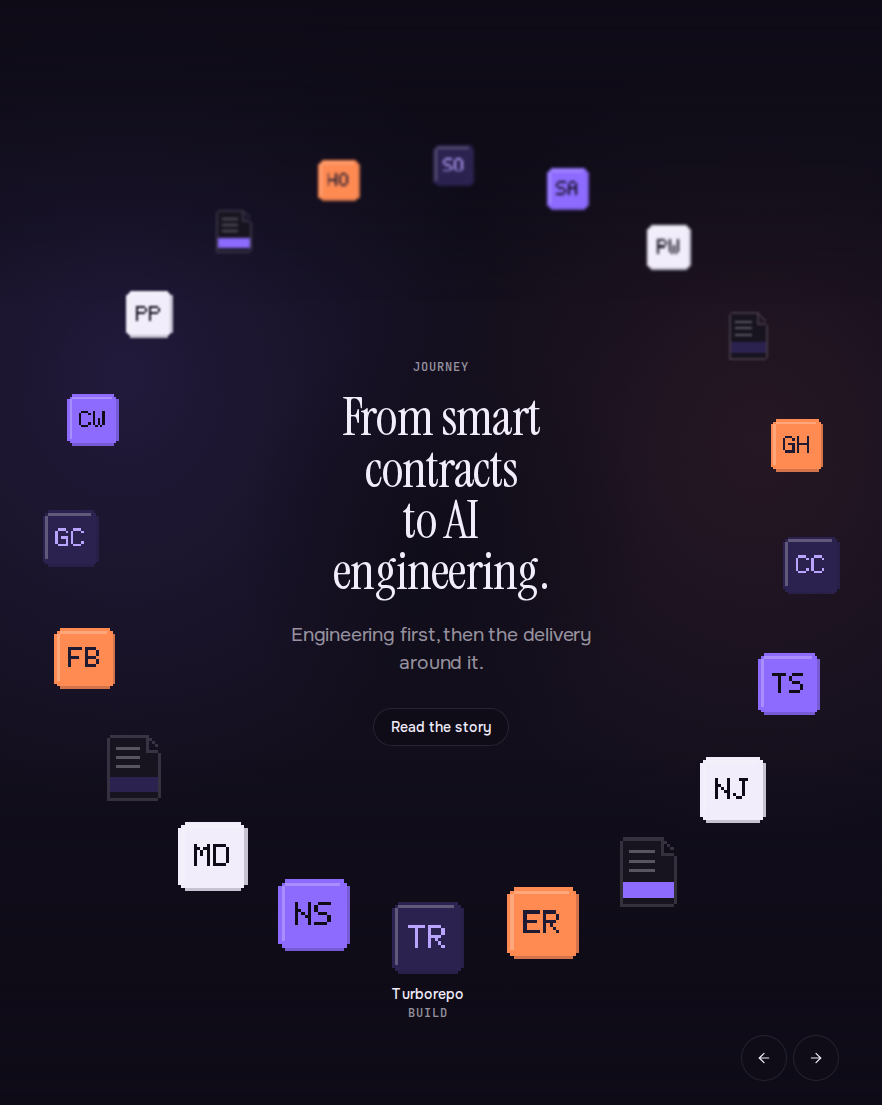 HO
SO
SA
PW
PP
JOURNEY
From smart
contracts
to AI
engineering.
CW
GH
GC
CC
Engineering first, then the delivery
around it.
FB
TS
Read the story
NJ
MD
NS
TR
ER
Turborepo
BUILD